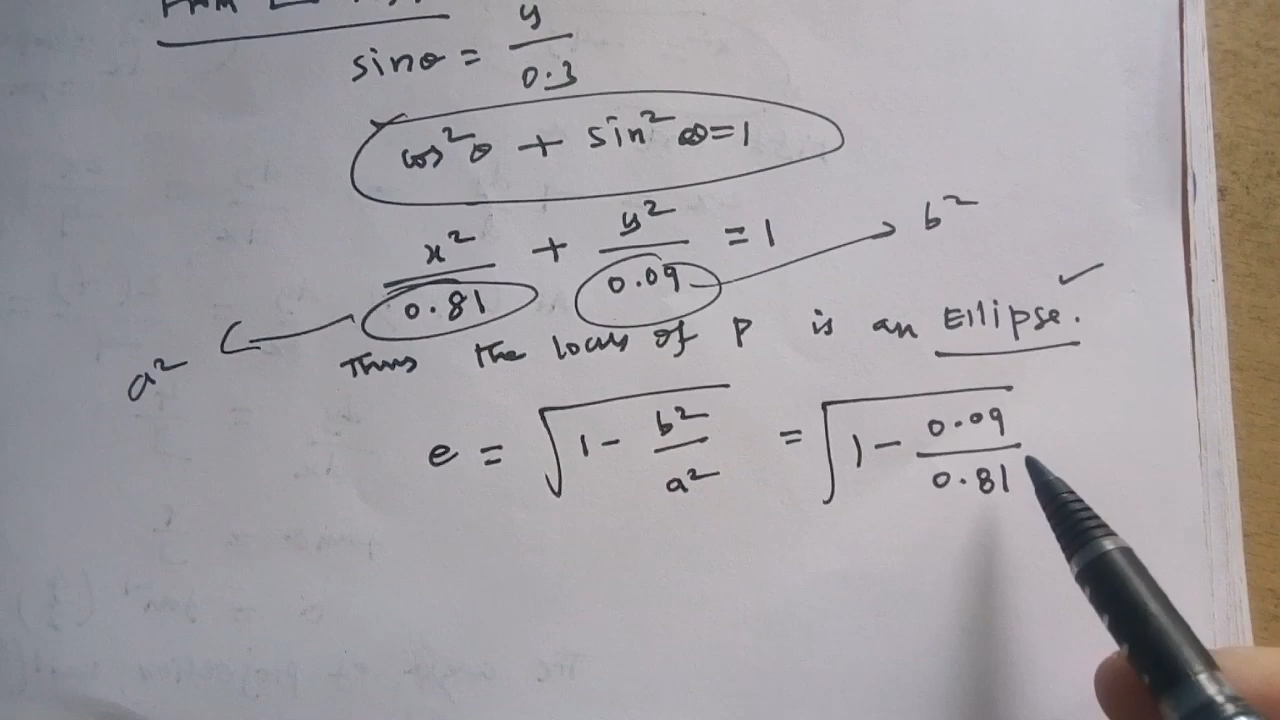 sinθ = y/0.3
cos²θ + sin²θ = 1
x²/0.81 + y²/0.09 = 1
b²
a²
Thus the locus of P is an Ellipse.
e = √(1 - b²/a²) = √(1 - 0.09/0.81)